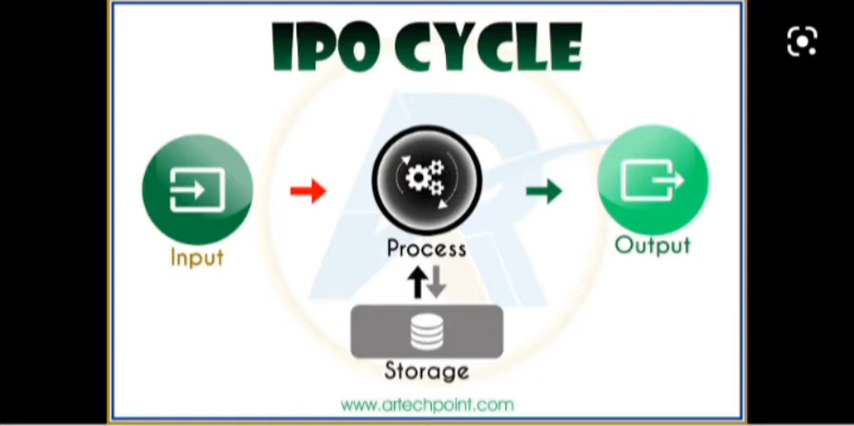 IPO CYCLE
Input
Process
Output
Storage
www.artechpoint.com